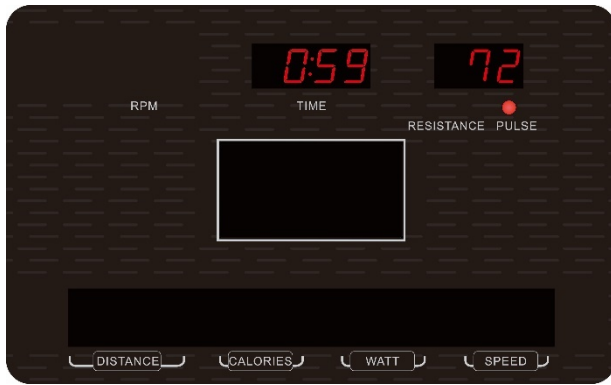 0:59 72
RPM TIME
RESISTANCE PULSE
DISTANCE CALORIES WATT SPEED